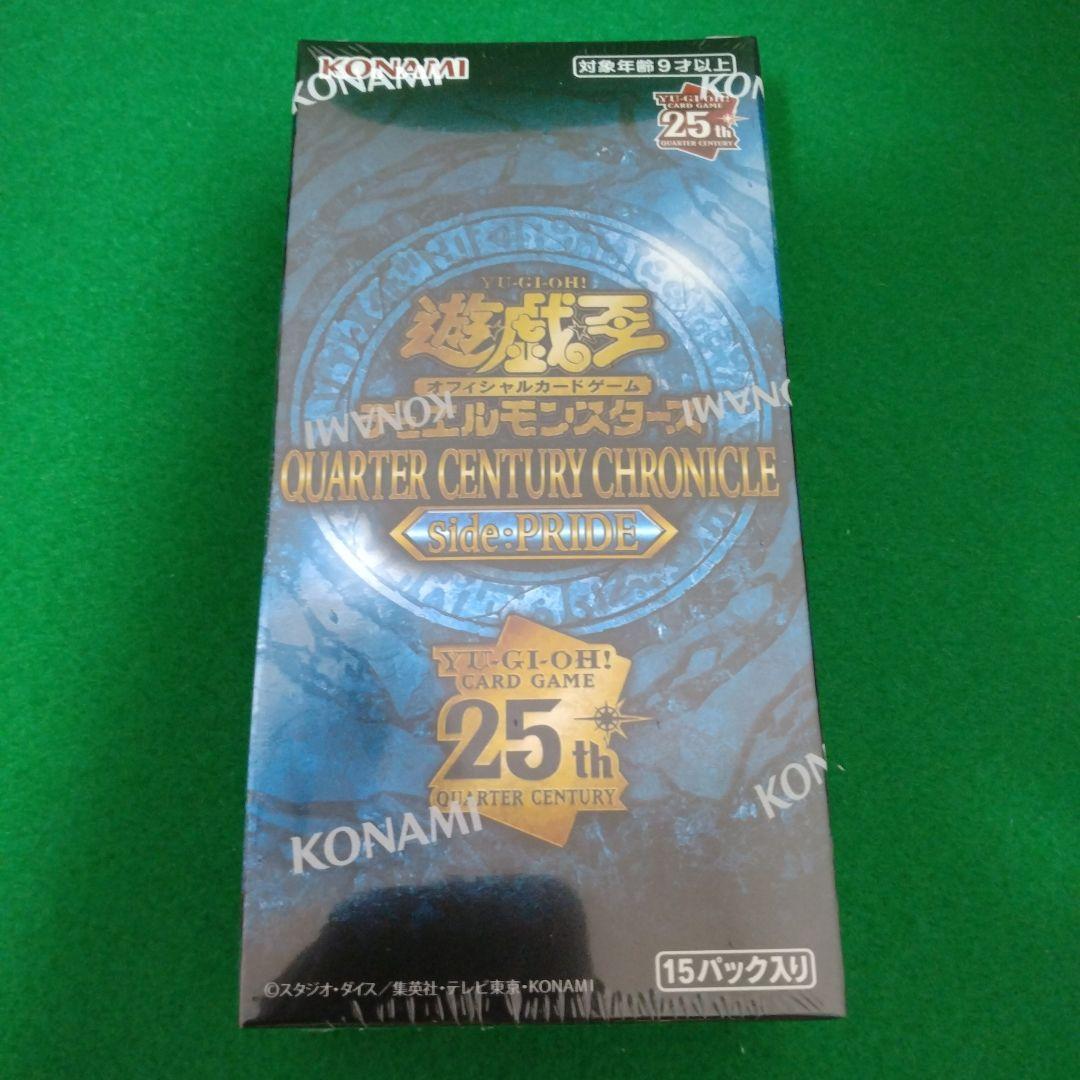 KONAMI
対象年齢9才以上
KONAMI
KON
YU-GI-OH!
CARD GAME
25th
QUARTER CENTURY
YU-GI-OH!
遊☆戯☆王
オフィシャルカードゲーム
デュエルモンスターズ
KONAMI
NAMI
QUARTER CENTURY CHRONICLE
side:PRIDE
YU-GI-OH!
CARD GAME
25th
QUARTER CENTURY
KON
KONAMI
15パック入り
©スタジオ・ダイス/集英社・テレビ東京・KONAMI